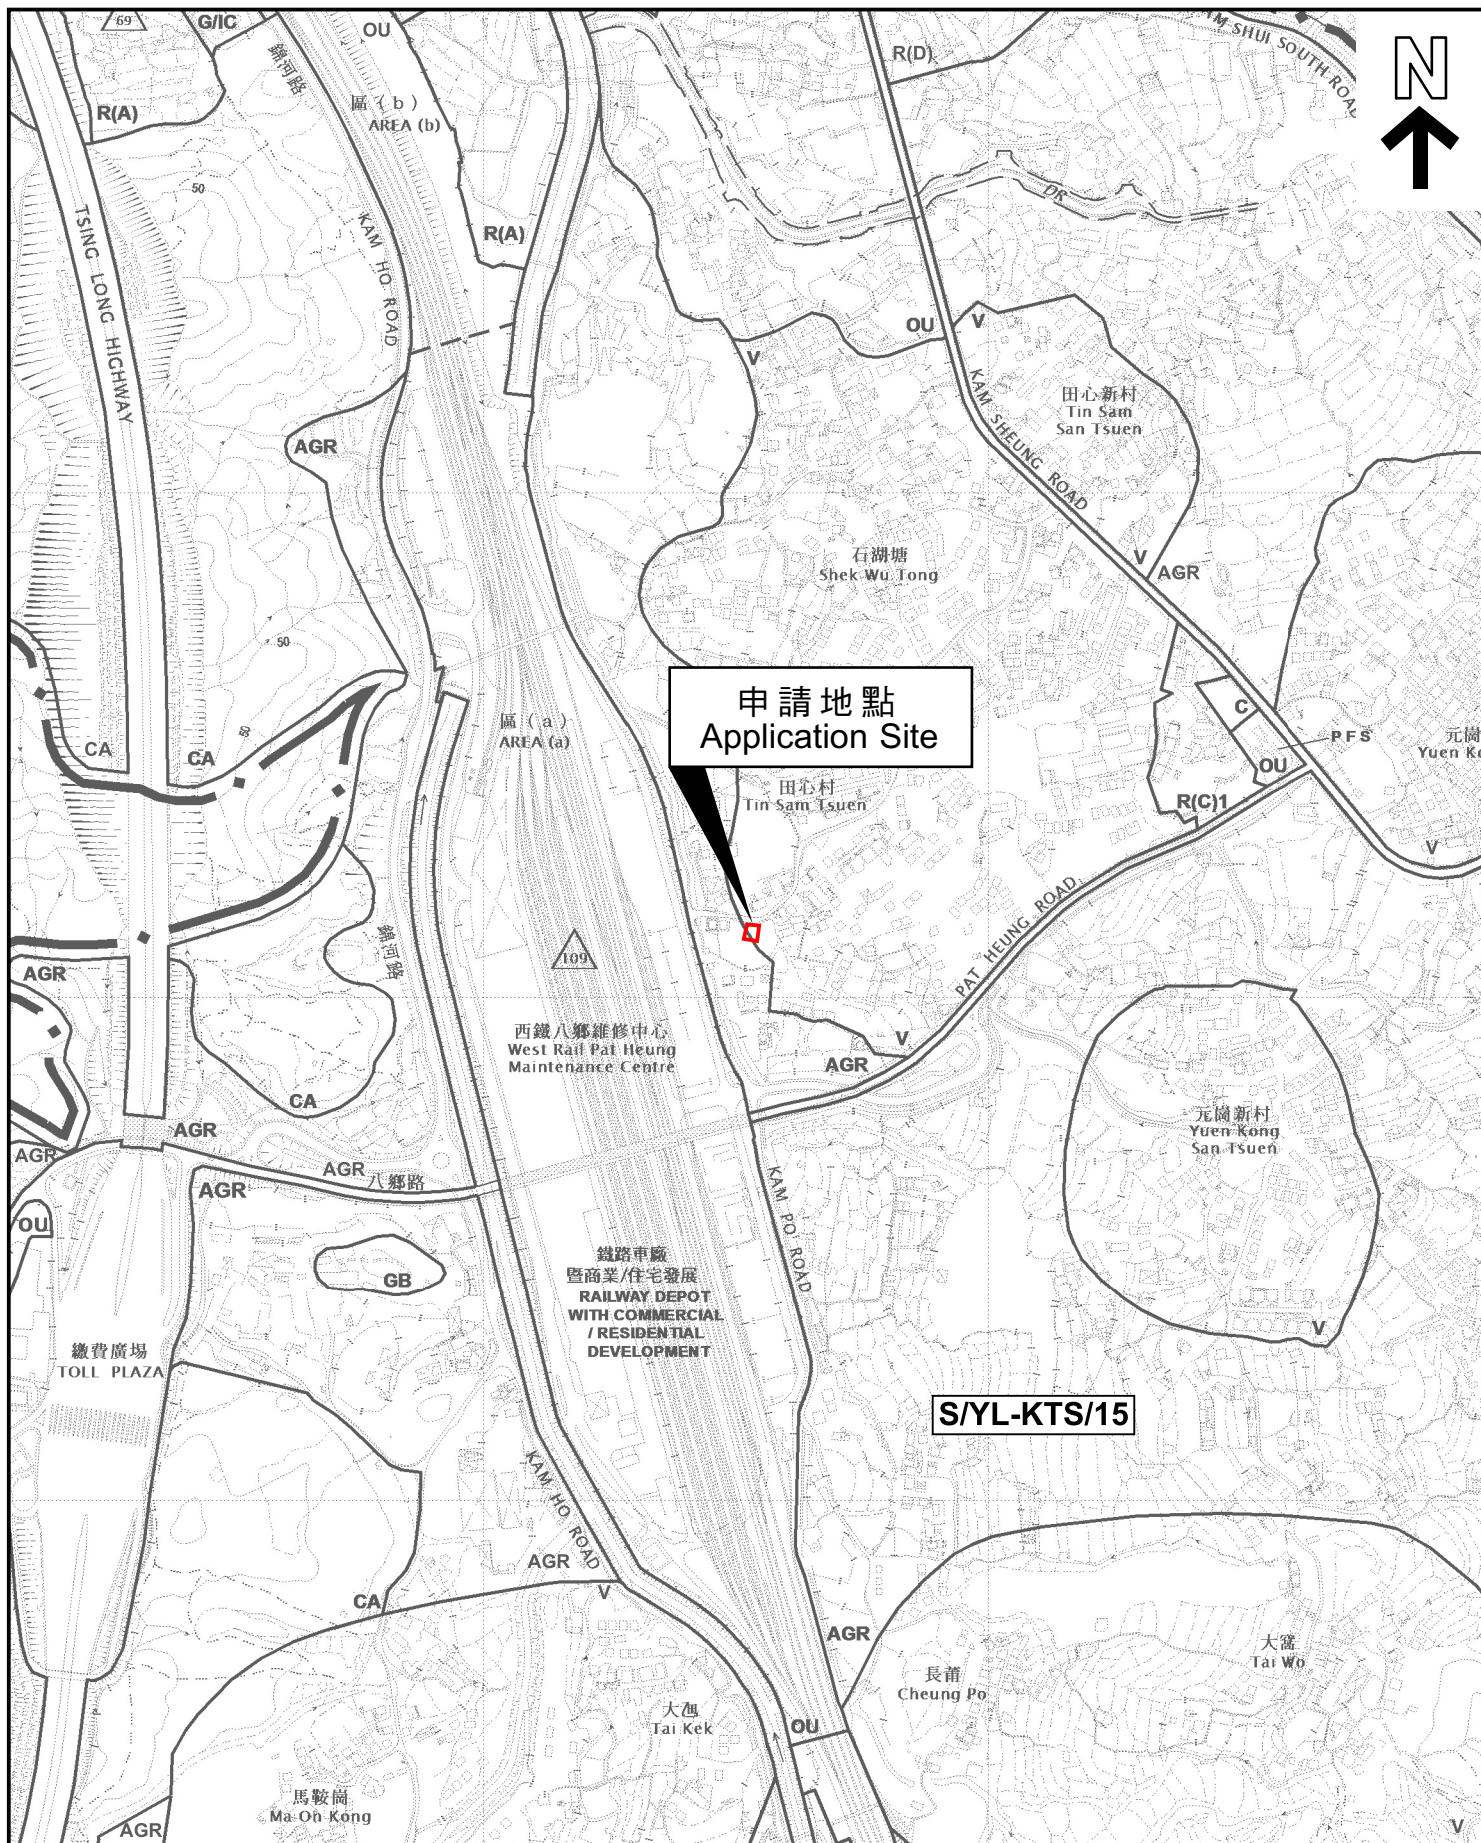 69
G/IC
OU
錦河路
R(A)
區（b）
AREA (b)
R(D)
N
50
TSING LONG HIGHWAY
KAM HO ROAD
R(A)
DR
OU
V
V
KAM SHEUNG ROAD
田心新村
Tin Sam
San Tsuen
AGR
石湖塘
Shek Wu Tong
V
AGR
50
申請地點
Application Site
區（a）
AREA (a)
50
CA
CA
C
PFS
OU
R(C)1
V
田心村
Tin Sam Tsuen
109
錦河路
PAT HEUNG ROAD
AGR
西鐵八鄉維修中心
West Rail Pat Heung
Maintenance Centre
V
AGR
CA
AGR
AGR
AGR
八鄉路
AGR
元崗新村
Yuen Kong
San Tsuen
KAM PO ROAD
OU
GB
鐵路車廠
暨商業/住宅發展
RAILWAY DEPOT
WITH COMMERCIAL
/ RESIDENTIAL
DEVELOPMENT
V
繳費廣場
TOLL PLAZA
S/YL-KTS/15
KAM HO ROAD
AGR
V
CA
AGR
大窩
Tai Wo
長莆
Cheung Po
Tai Kek
OU
馬鞍崗
Ma On Kong
AGR
V